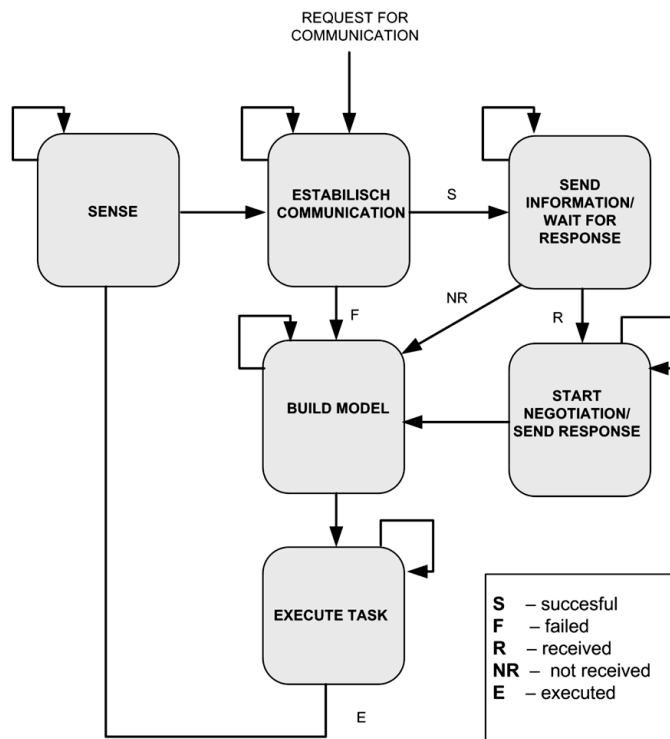 REQUEST FOR
COMMUNICATION
SENSE
ESTABILISCH
COMMUNICATION
S
SEND
INFORMATION/
WAIT FOR
RESPONSE
F
NR
R
BUILD MODEL
START
NEGOTIATION/
SEND RESPONSE
EXECUTE TASK
E
S – succesful
F – failed
R – received
NR – not received
E – executed